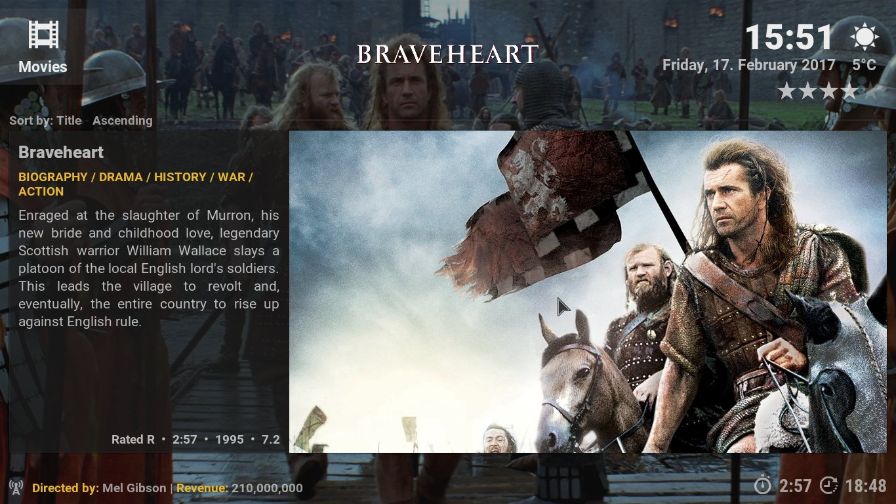 Movies
BRAVEHEART
15:51
Friday, 17. February 2017 5°C
Sort by: Title Ascending
Braveheart
BIOGRAPHY / DRAMA / HISTORY / WAR /
ACTION
Enraged at the slaughter of Murron, his
new bride and childhood love, legendary
Scottish warrior William Wallace slays a
platoon of the local English lord's soldiers.
This leads the village to revolt and,
eventually, the entire country to rise up
against English rule.
Rated R • 2:57 • 1995 • 7.2
Directed by: Mel Gibson | Revenue: 210,000,000
2:57 18:48